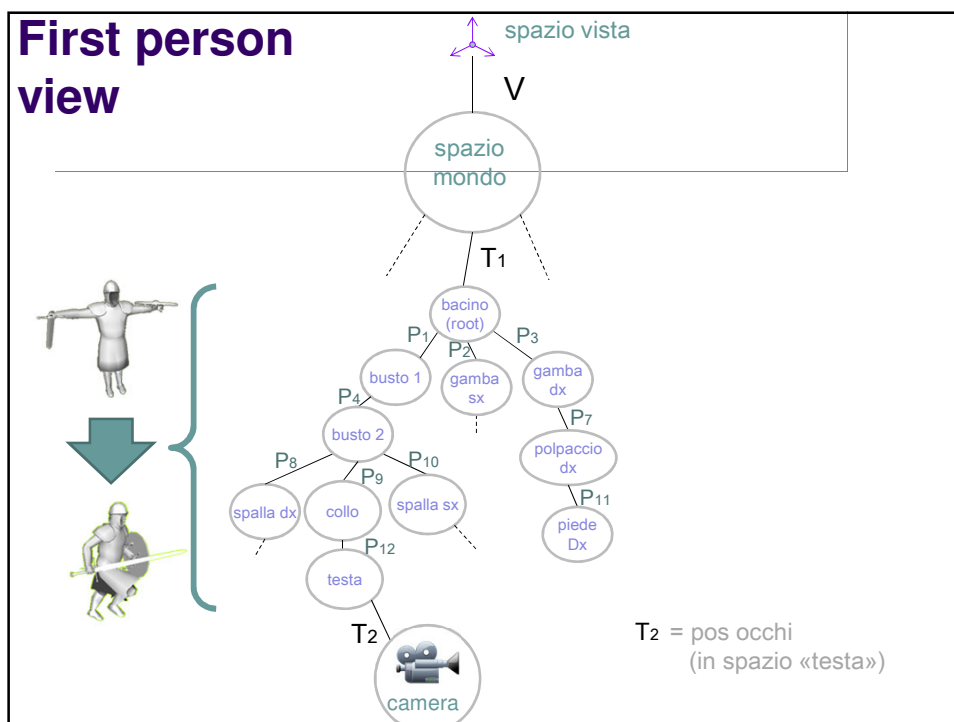 First person
view
spazio vista
V
spazio
mondo
T1
bacino
(root)
P1
P2
P3
busto 1
gamba
sx
gamba
dx
P4
P7
busto 2
polpaccio
dx
P8
P9
P10
P11
spalla dx
collo
spalla sx
piede
Dx
P12
testa
T2
camera
T2 = pos occhi
(in spazio «testa»)